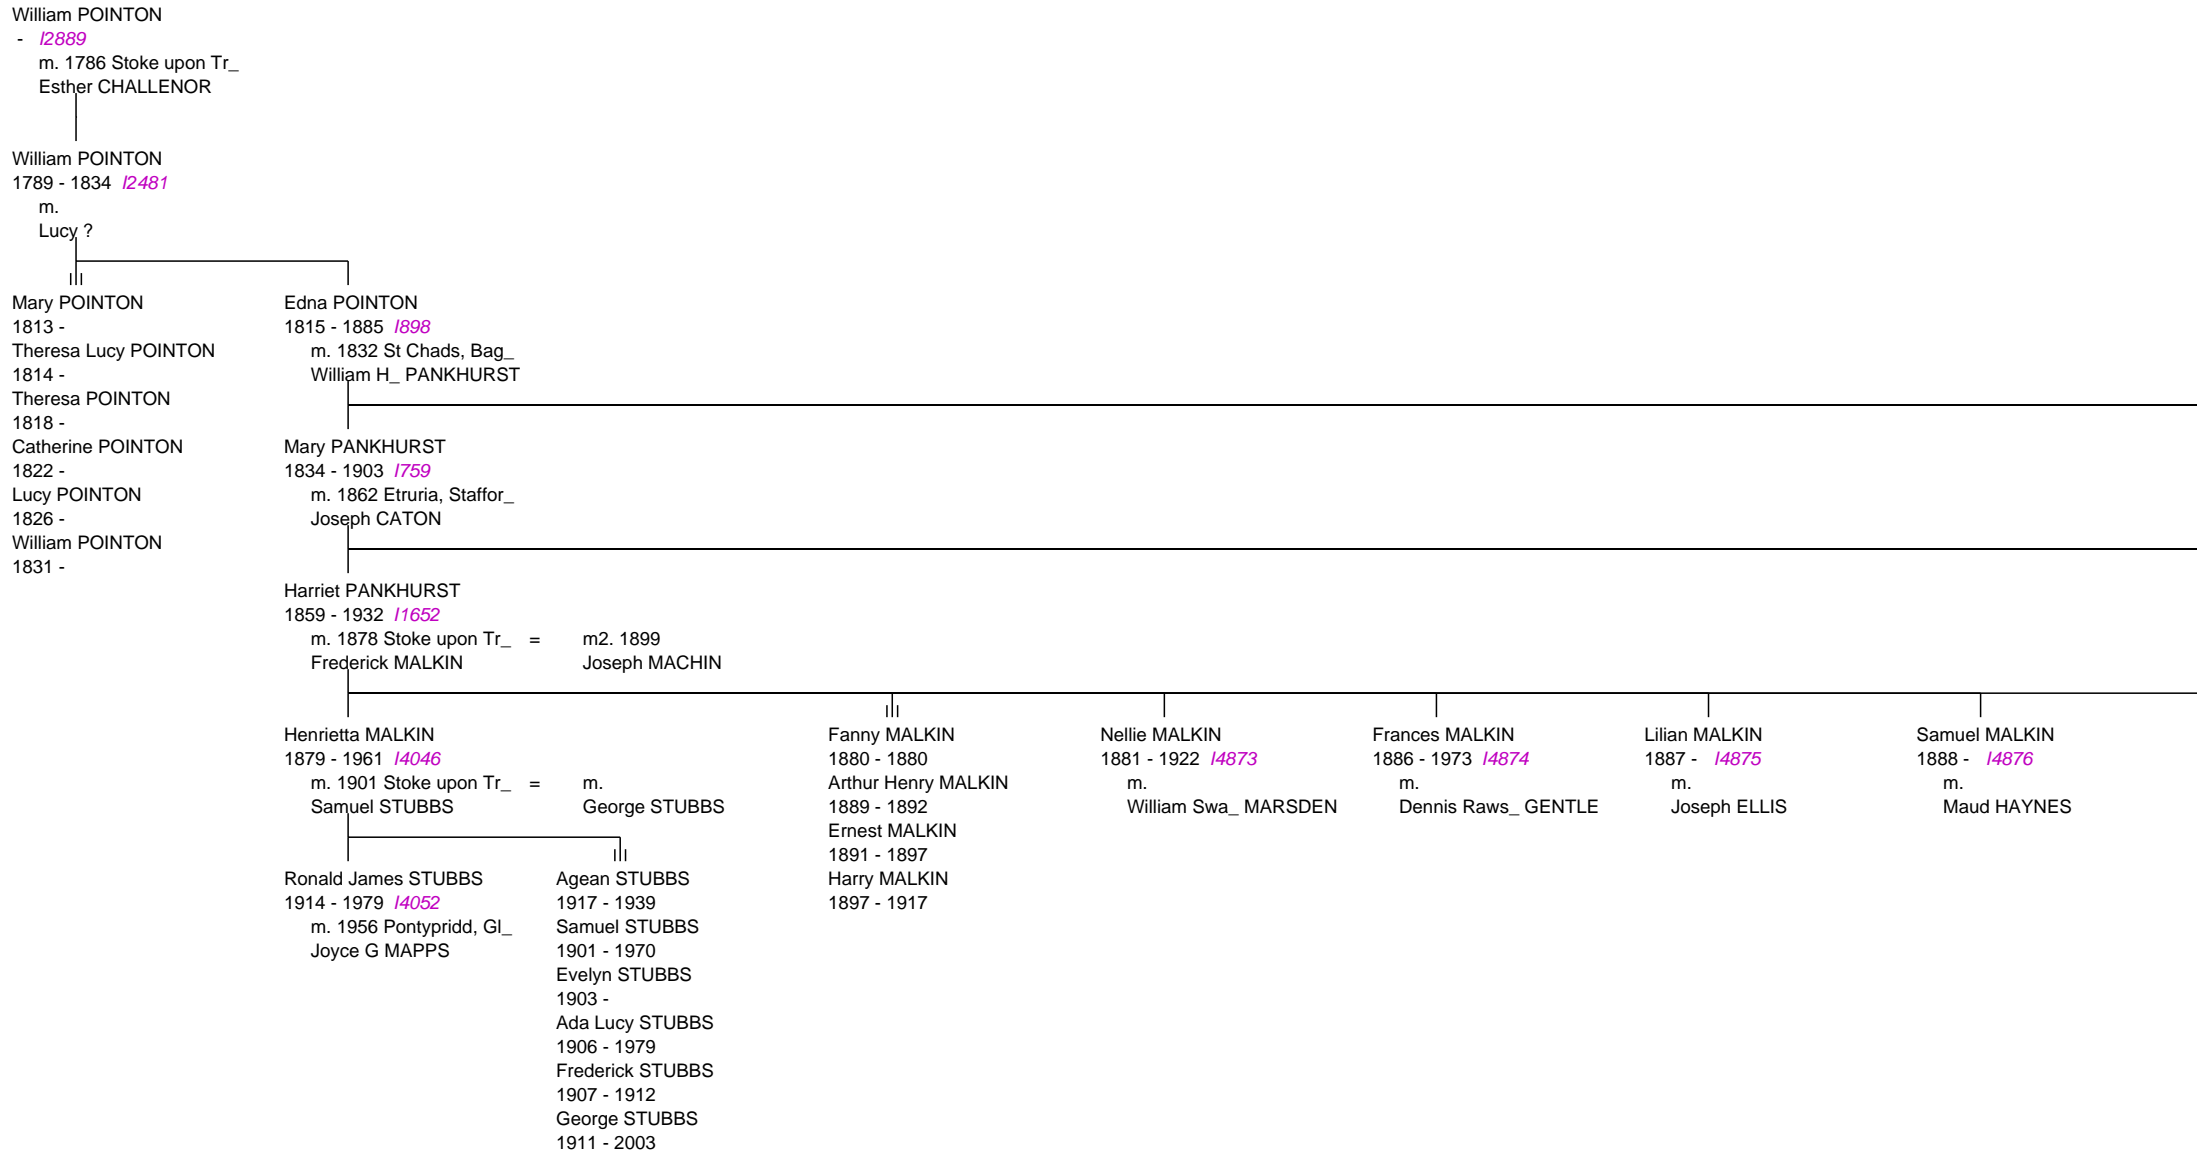 William POINTON
- I2889
m. 1786 Stoke upon Tr_
Esther CHALLENOR
William POINTON
1789 - 1834 I2481
m.
Lucy ?
Mary POINTON
1813 -
Theresa Lucy POINTON
1814 -
Theresa POINTON
1818 -
Catherine POINTON
1822 -
Lucy POINTON
1826 -
William POINTON
1831 -
Edna POINTON
1815 - 1885 I898
m. 1832 St Chads, Bag_
William H_ PANKHURST
Mary PANKHURST
1834 - 1903 I759
m. 1862 Etruria, Staffor_
Joseph CATON
Harriet PANKHURST
1859 - 1932 I1652
m. 1878 Stoke upon Tr_ = m2. 1899
Frederick MALKIN Joseph MACHIN
Henrietta MALKIN
1879 - 1961 I4046
m. 1901 Stoke upon Tr_ = m.
Samuel STUBBS George STUBBS
Ronald James STUBBS
1914 - 1979 I4052
m. 1956 Pontypridd, Gl_
Joyce G MAPPS
Agean STUBBS
1917 - 1939
Samuel STUBBS
1901 - 1970
Evelyn STUBBS
1903 -
Ada Lucy STUBBS
1906 - 1979
Frederick STUBBS
1907 - 1912
George STUBBS
1911 - 2003
Fanny MALKIN
1880 - 1880
Arthur Henry MALKIN
1889 - 1892
Ernest MALKIN
1891 - 1897
Harry MALKIN
1897 - 1917
Nellie MALKIN
1881 - 1922 I4873
m.
William Swa_ MARSDEN
Frances MALKIN
1886 - 1973 I4874
m.
Dennis Raws_ GENTLE
Lilian MALKIN
1887 - I4875
m.
Joseph ELLIS
Samuel MALKIN
1888 - I4876
m.
Maud HAYNES